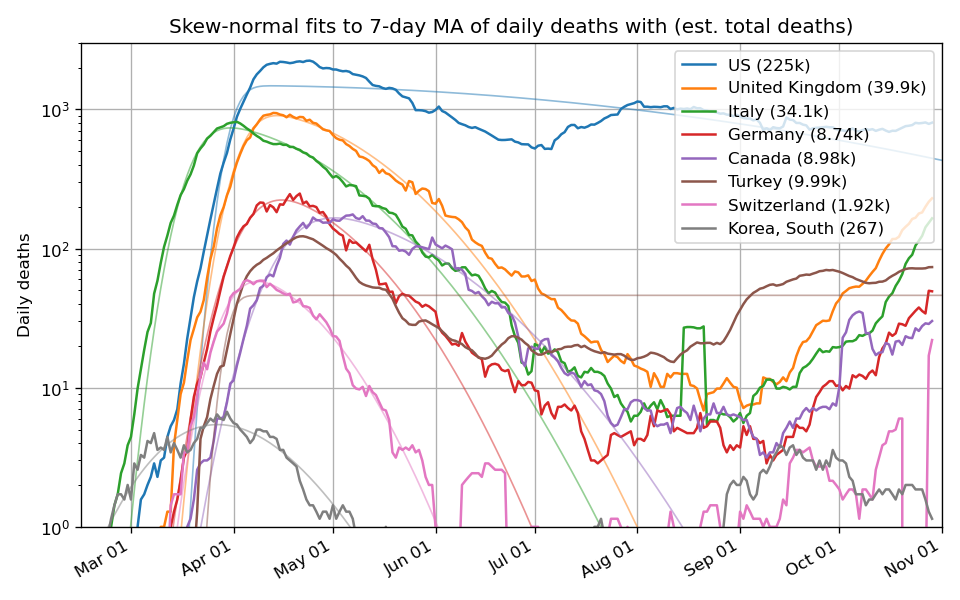 Skew-normal fits to 7-day MA of daily deaths with (est. total deaths)
US (225k)
United Kingdom (39.9k)
Italy (34.1k)
Germany (8.74k)
Canada (8.98k)
Turkey (9.99k)
Switzerland (1.92k)
Korea, South (267)
Daily deaths
10³
10²
10¹
10⁰
Mar 01
Apr 01
May 01
Jun 01
Jul 01
Aug 01
Sep 01
Oct 01
Nov 01